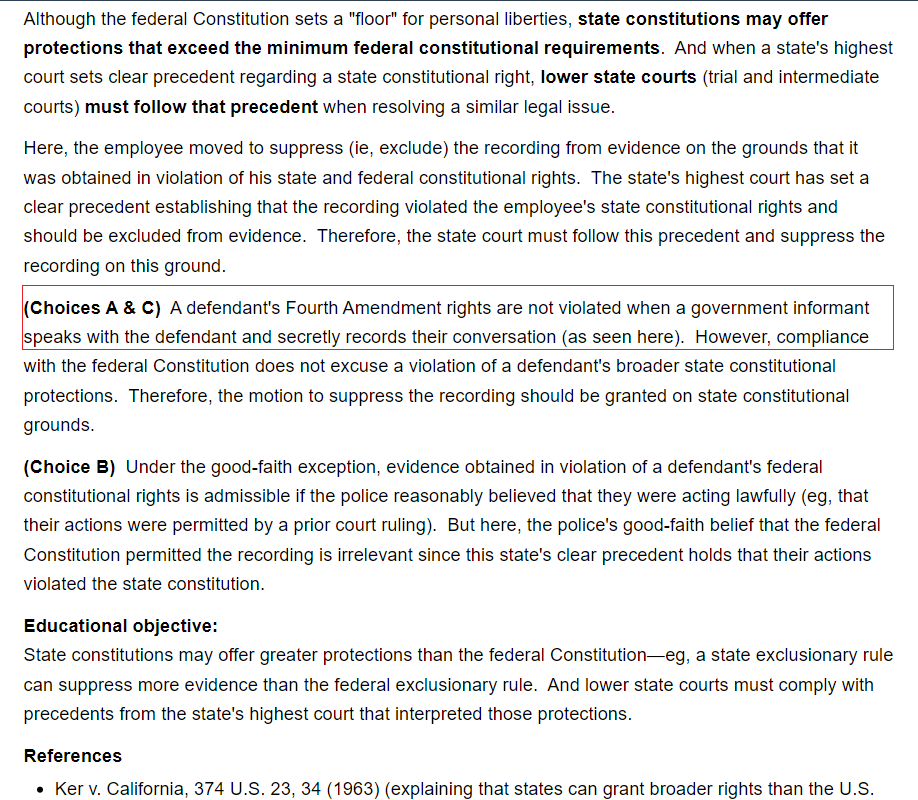 Although the federal Constitution sets a "floor" for personal liberties, state constitutions may offer
protections that exceed the minimum federal constitutional requirements.  And when a state's highest
court sets clear precedent regarding a state constitutional right, lower state courts (trial and intermediate
courts) must follow that precedent when resolving a similar legal issue.
Here, the employee moved to suppress (ie, exclude) the recording from evidence on the grounds that it
was obtained in violation of his state and federal constitutional rights.  The state's highest court has set a
clear precedent establishing that the recording violated the employee's state constitutional rights and
should be excluded from evidence.  Therefore, the state court must follow this precedent and suppress the
recording on this ground.
(Choices A & C)  A defendant's Fourth Amendment rights are not violated when a government informant
speaks with the defendant and secretly records their conversation (as seen here).  However, compliance
with the federal Constitution does not excuse a violation of a defendant's broader state constitutional
protections.  Therefore, the motion to suppress the recording should be granted on state constitutional
grounds.
(Choice B)  Under the good-faith exception, evidence obtained in violation of a defendant's federal
constitutional rights is admissible if the police reasonably believed that they were acting lawfully (eg, that
their actions were permitted by a prior court ruling).  But here, the police's good-faith belief that the federal
Constitution permitted the recording is irrelevant since this state's clear precedent holds that their actions
violated the state constitution.
Educational objective:
State constitutions may offer greater protections than the federal Constitution—eg, a state exclusionary rule
can suppress more evidence than the federal exclusionary rule.  And lower state courts must comply with
precedents from the state's highest court that interpreted those protections.
References
• Ker v. California, 374 U.S. 23, 34 (1963) (explaining that states can grant broader rights than the U.S.